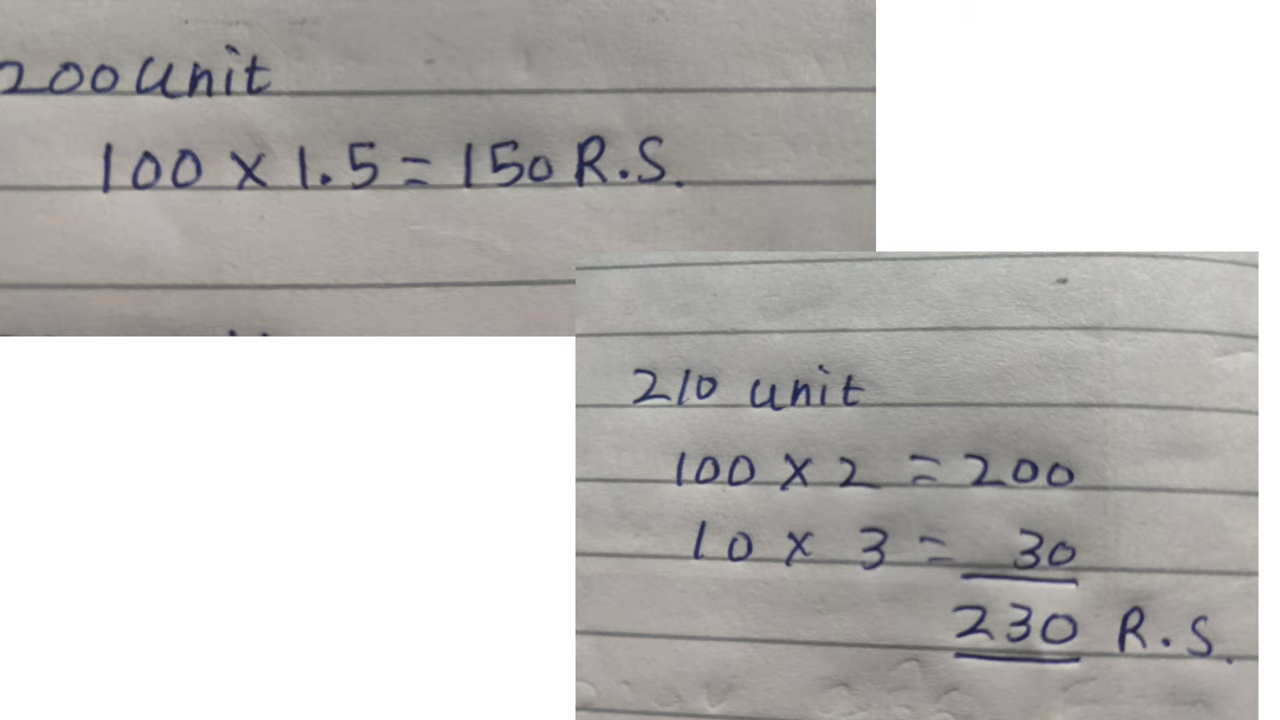 200 unit
100 × 1.5 = 150 R.S.
210 unit
100 × 2 = 200
10 × 3 = 30
230 R.S.